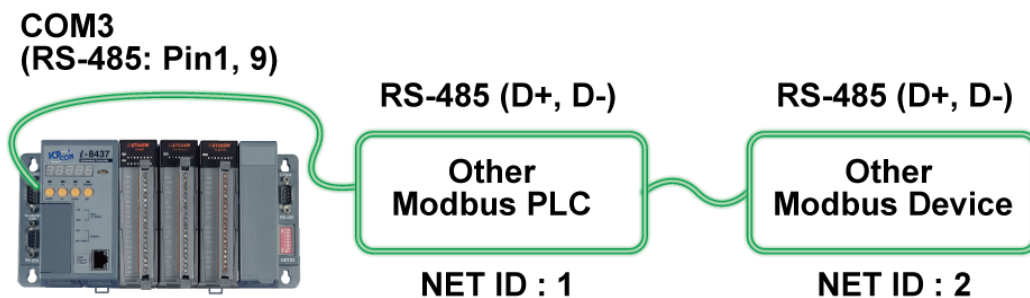 COM3
(RS-485: Pin1, 9)
RS-485 (D+, D-)
RS-485 (D+, D-)
i-8437
Other
Modbus PLC
Other
Modbus Device
NET ID : 1
NET ID : 2